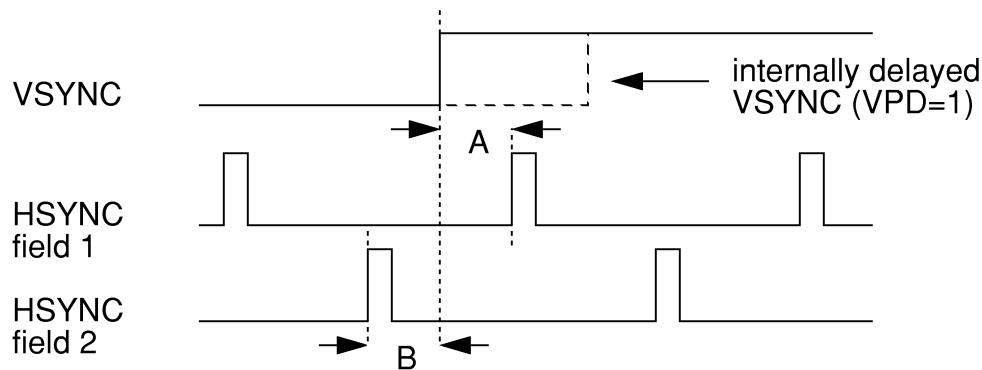 VSYNC
internally delayed
VSYNC (VPD=1)
A
HSYNC
field 1
HSYNC
field 2
B